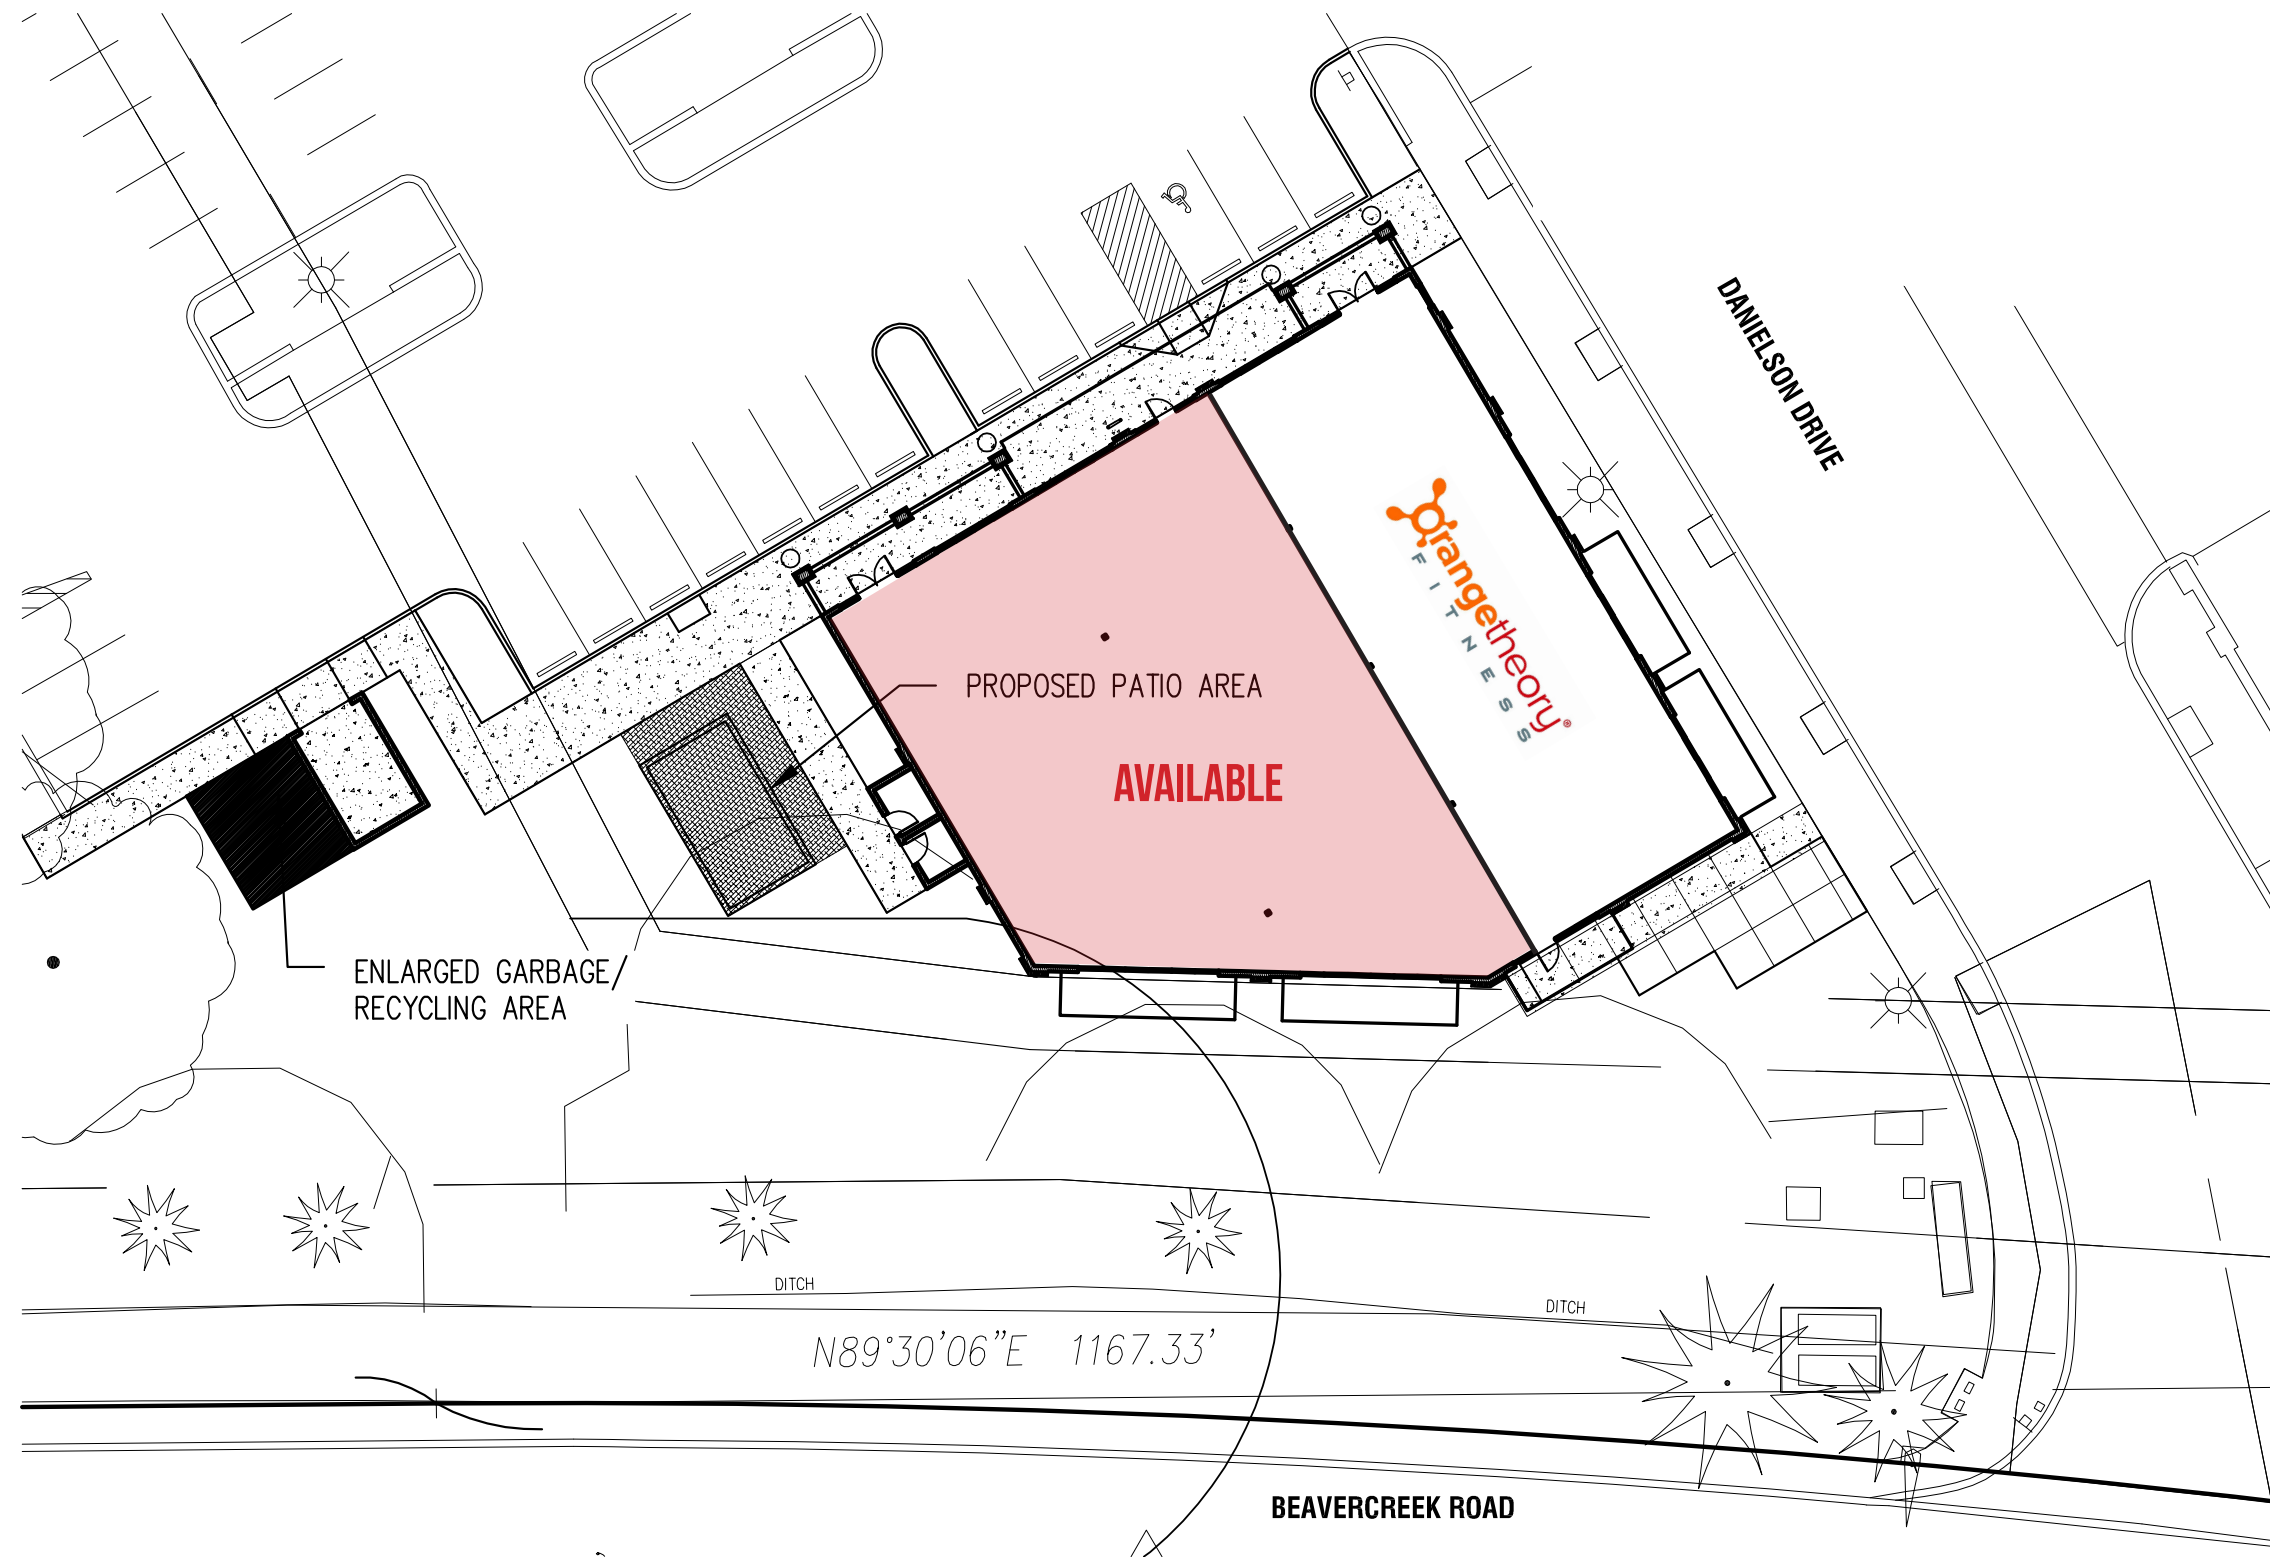 DANIELSON DRIVE
Orangetheory®
FITNESS
PROPOSED PATIO AREA
AVAILABLE
ENLARGED GARBAGE/
RECYCLING AREA
DITCH
DITCH
N89°30'06"E 1167.33'
BEAVERCREEK ROAD